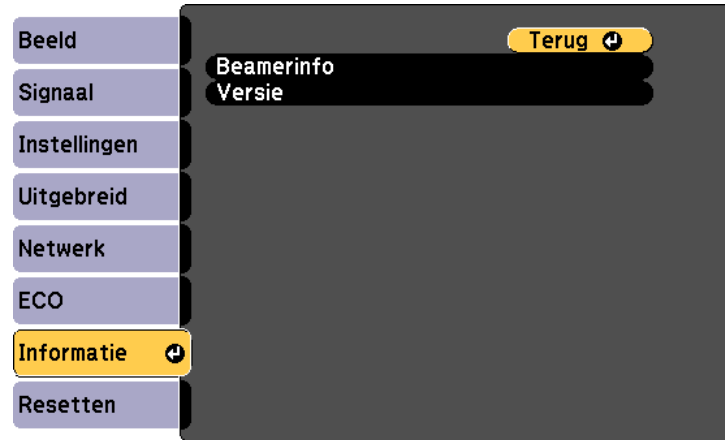 Beeld
Signaal
Instellingen
Uitgebreid
Netwerk
ECO
Informatie
Resetten
Terug
Beamerinfo
Versie